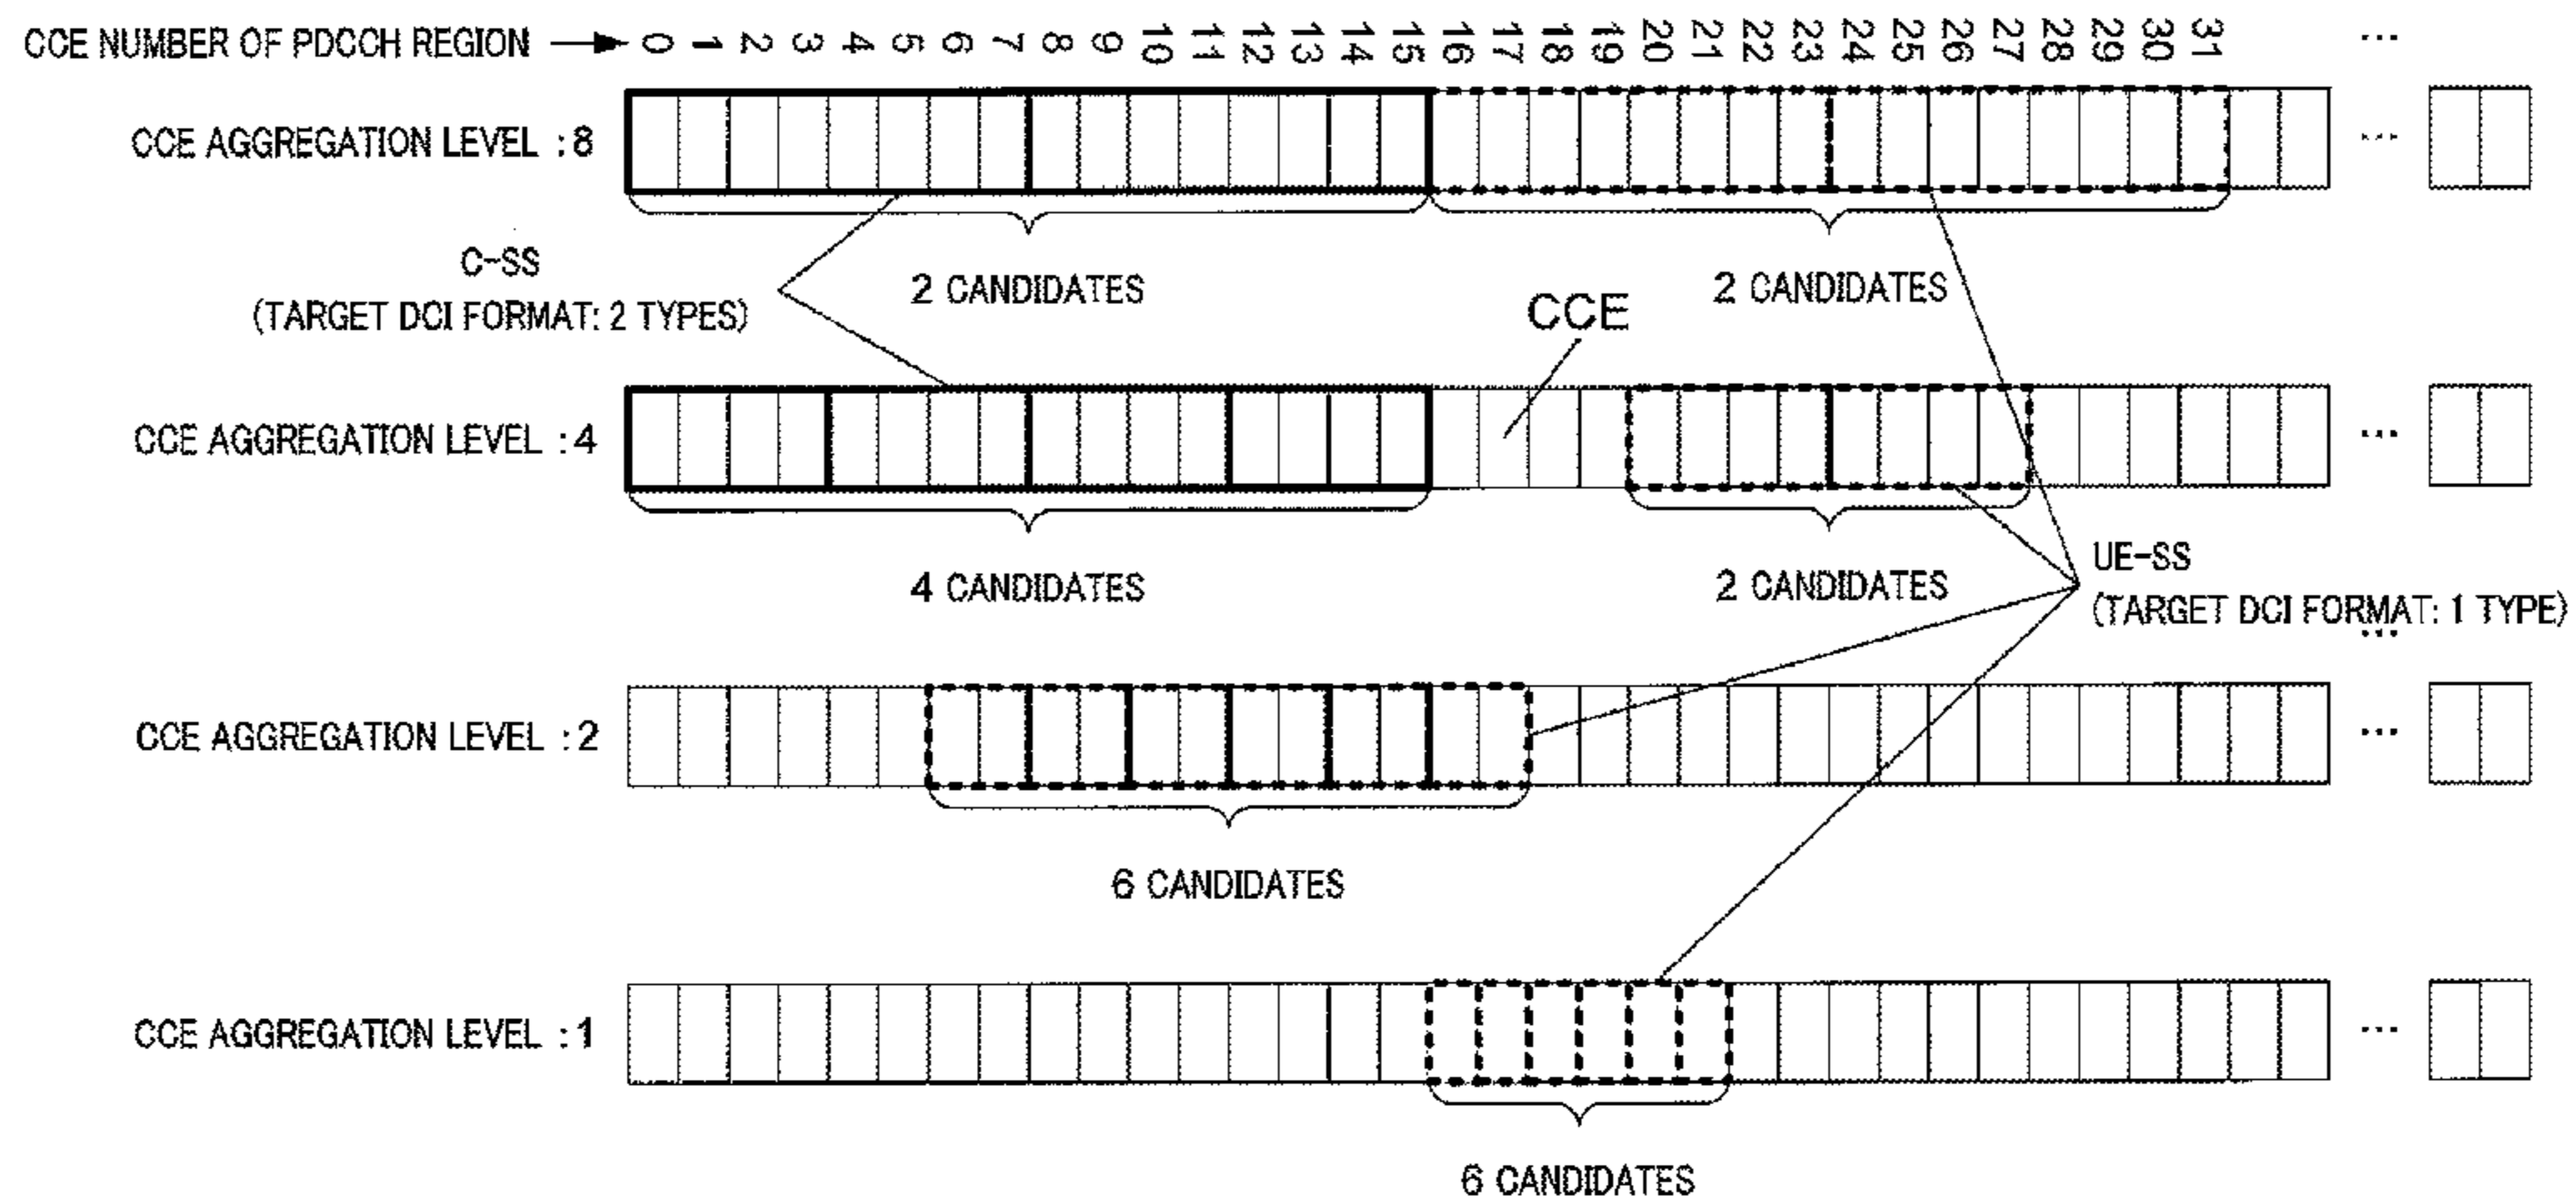 CCE NUMBER OF PDCCH REGION 0 1 2 3 4 5 6 7 8 9 10 11 12 13 14 15 16 17 18 19 20 21 22 23 24 25 26 27 28 29 30 31 ...
CCE AGGREGATION LEVEL : 8 ...
C-SS
(TARGET DCI FORMAT: 2 TYPES)
2 CANDIDATES
2 CANDIDATES
CCE
CCE AGGREGATION LEVEL : 4 ...
4 CANDIDATES
2 CANDIDATES
UE-SS
(TARGET DCI FORMAT: 1 TYPE)
...
CCE AGGREGATION LEVEL : 2 ...
6 CANDIDATES
CCE AGGREGATION LEVEL : 1 ...
6 CANDIDATES